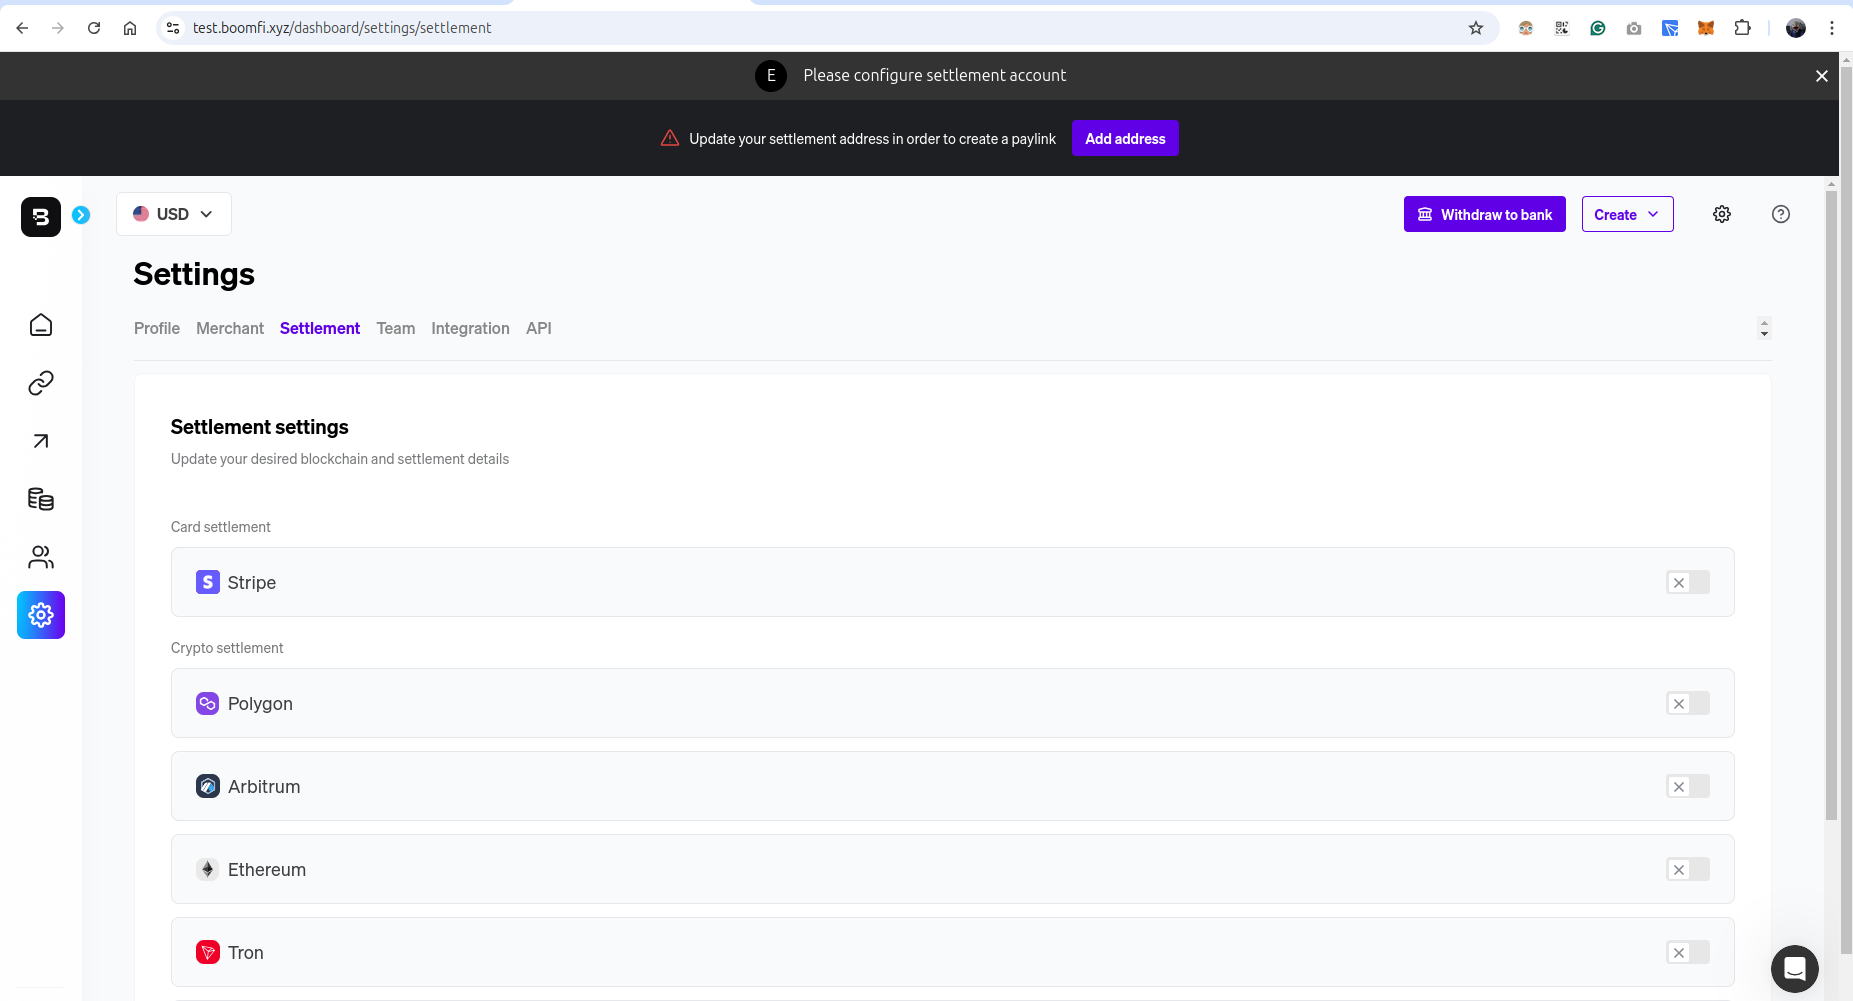 test.boomfi.xyz/dashboard/settings/settlement
E Please configure settlement account
Update your settlement address in order to create a paylink Add address
B USD Withdraw to bank Create
Settings
Profile Merchant Settlement Team Integration API
Settlement settings
Update your desired blockchain and settlement details
Card settlement
S Stripe
Crypto settlement
Polygon
Arbitrum
Ethereum
Tron